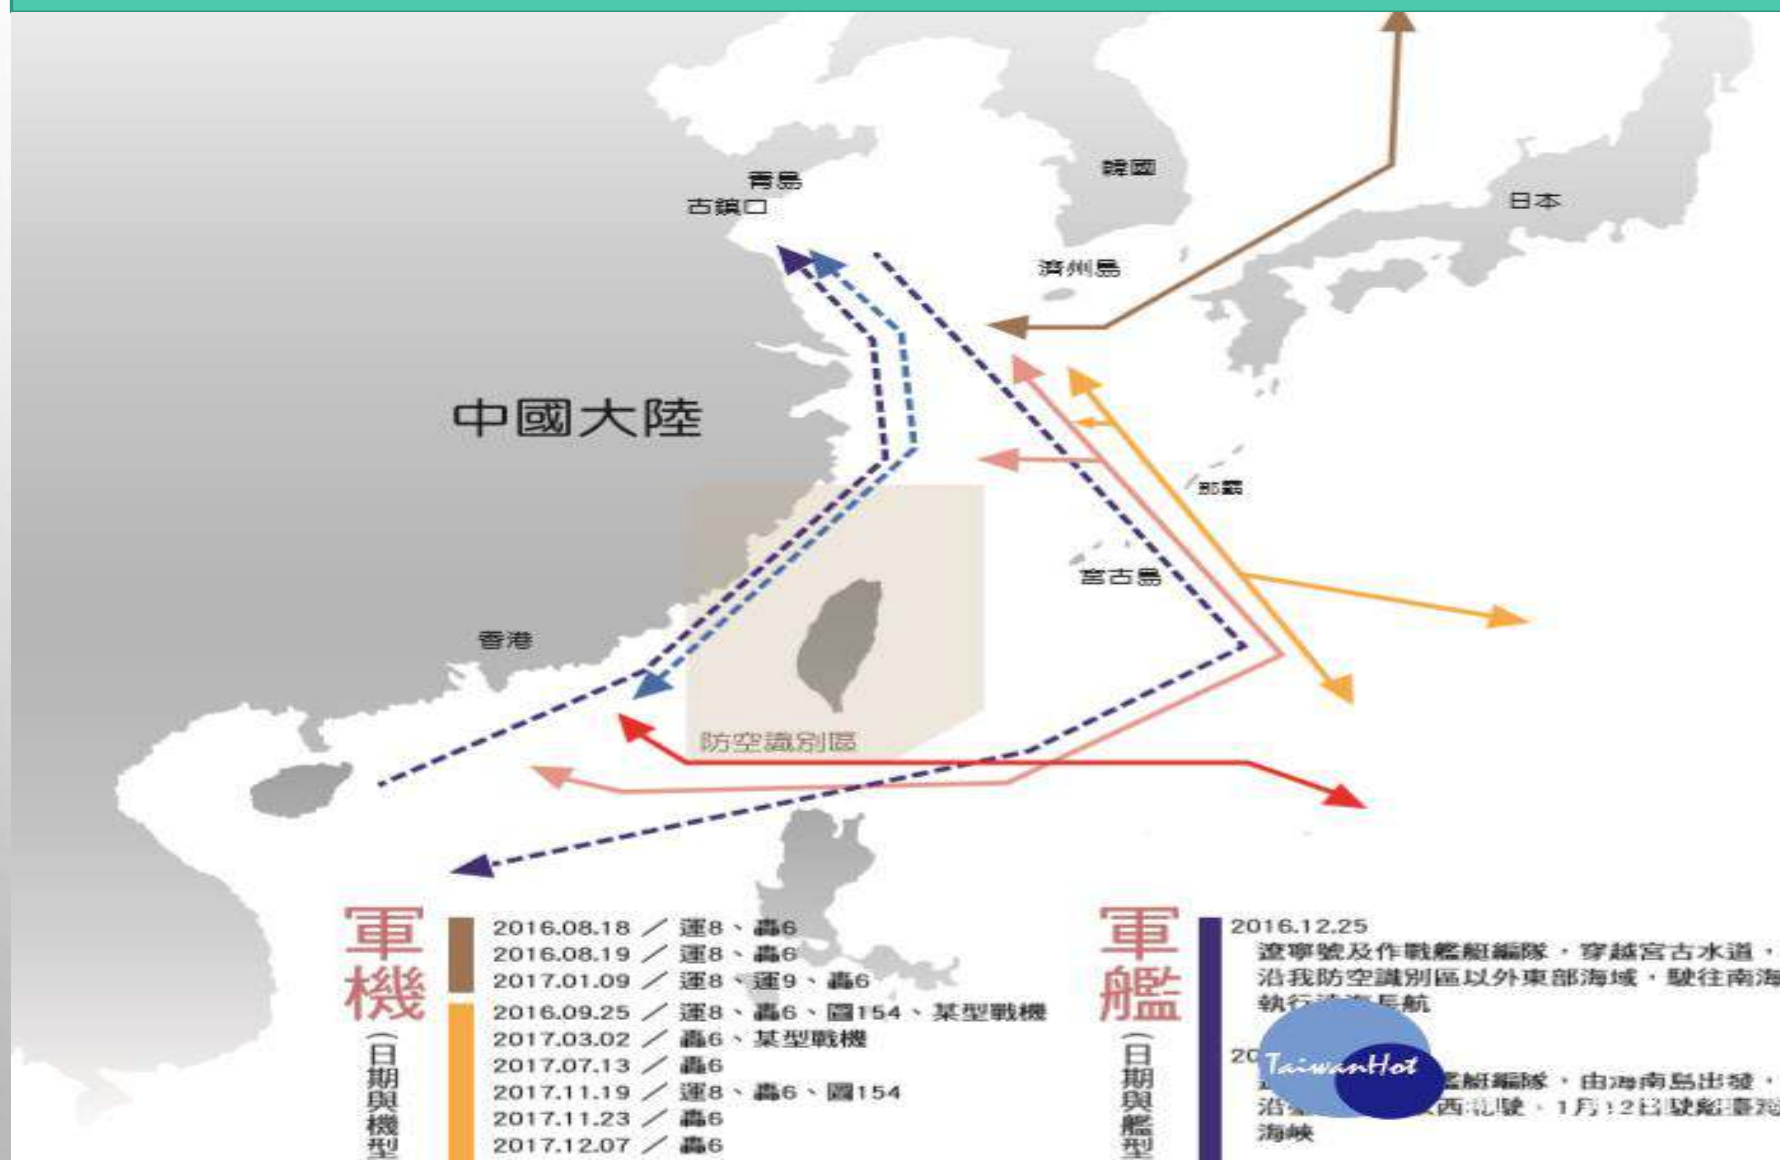 青島
古鎮口
韓國
日本
濟州島
中國大陸
那霸
宮古島
香港
防空識別區
軍機
(日期與機型
2016.08.18 / 運8、轟6
2016.08.19 / 運8、轟6
2017.01.09 / 運8、運9、轟6
2016.09.25 / 運8、轟6、圖154、某型戰機
2017.03.02 / 轟6、某型戰機
2017.07.13 / 轟6
2017.11.19 / 運8、轟6、圖154
2017.11.23 / 轟6
2017.12.07 / 轟6
軍艦
(日期與艦型
2016.12.25
遼寧號及作戰艦艇編隊，穿越宮古水道，
沿我防空識別區以外東部海域，駛往南海
執行遠海長航
20
艦艇編隊，由海南島出發，
西北駛，1月12日駛離臺灣
海峽
TaiwanHot